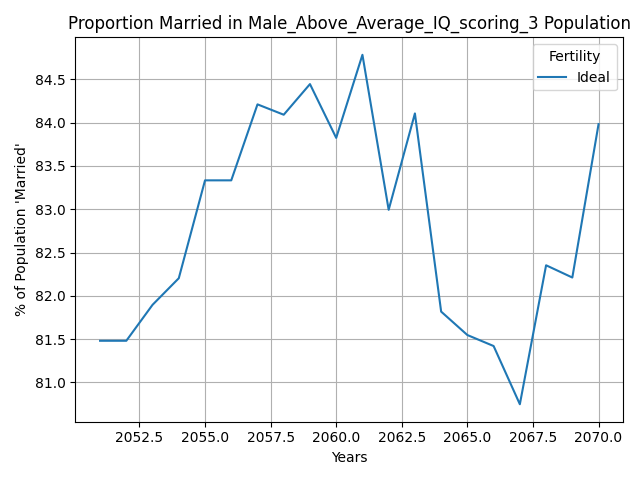 Proportion Married in Male_Above_Average_IQ_scoring_3 Population
Fertility
Ideal
% of Population 'Married'
84.5
84.0
83.5
83.0
82.5
82.0
81.5
81.0
2052.5 2055.0 2057.5 2060.0 2062.5 2065.0 2067.5 2070.0
Years